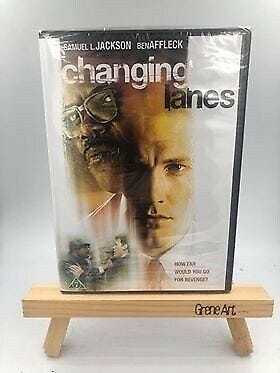 SAMUEL L. JACKSON BEN AFFLECK
changing
lanes
HOW FAR
WOULD YOU GO
FOR REVENGE?
Grene Art